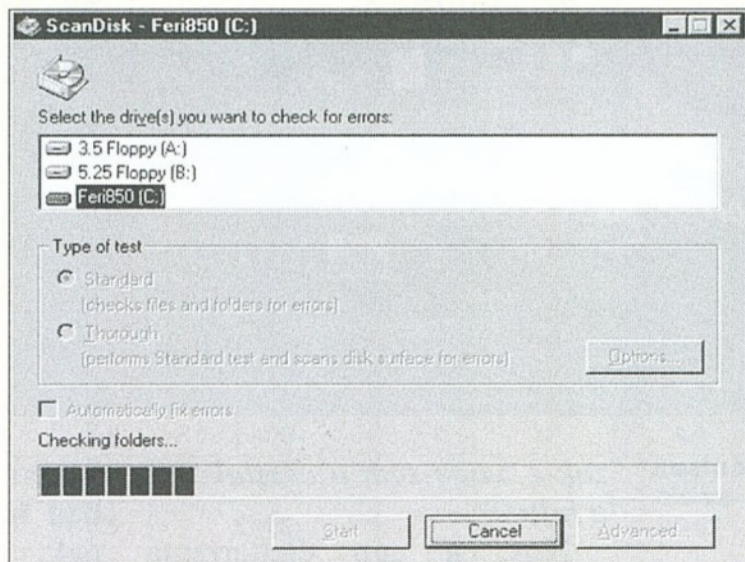 ScanDisk - Feri850 (C:)
Select the drive(s) you want to check for errors:
3.5 Floppy (A:)
5.25 Floppy (B:)
Feri850 (C:)
Type of test
Standard
(checks files and folders for errors)
Thorough
(performs Standard test and scans disk surface for errors)
Options...
Automatically fix errors
Checking folders...
Start
Cancel
Advanced...